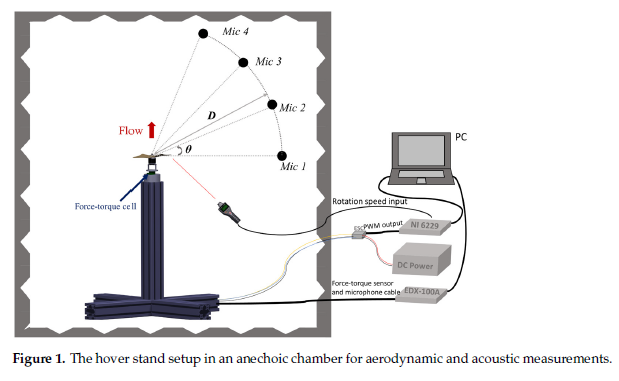 Mic 4
Mic 3
Flow
D
Mic 2
θ
Mic 1
PC
Force-torque cell
Rotation speed input
ESC
PWM output
NI 6229
DC Power
Force-torque sensor
and microphone cable
EDX-100A
Figure 1. The hover stand setup in an anechoic chamber for aerodynamic and acoustic measurements.